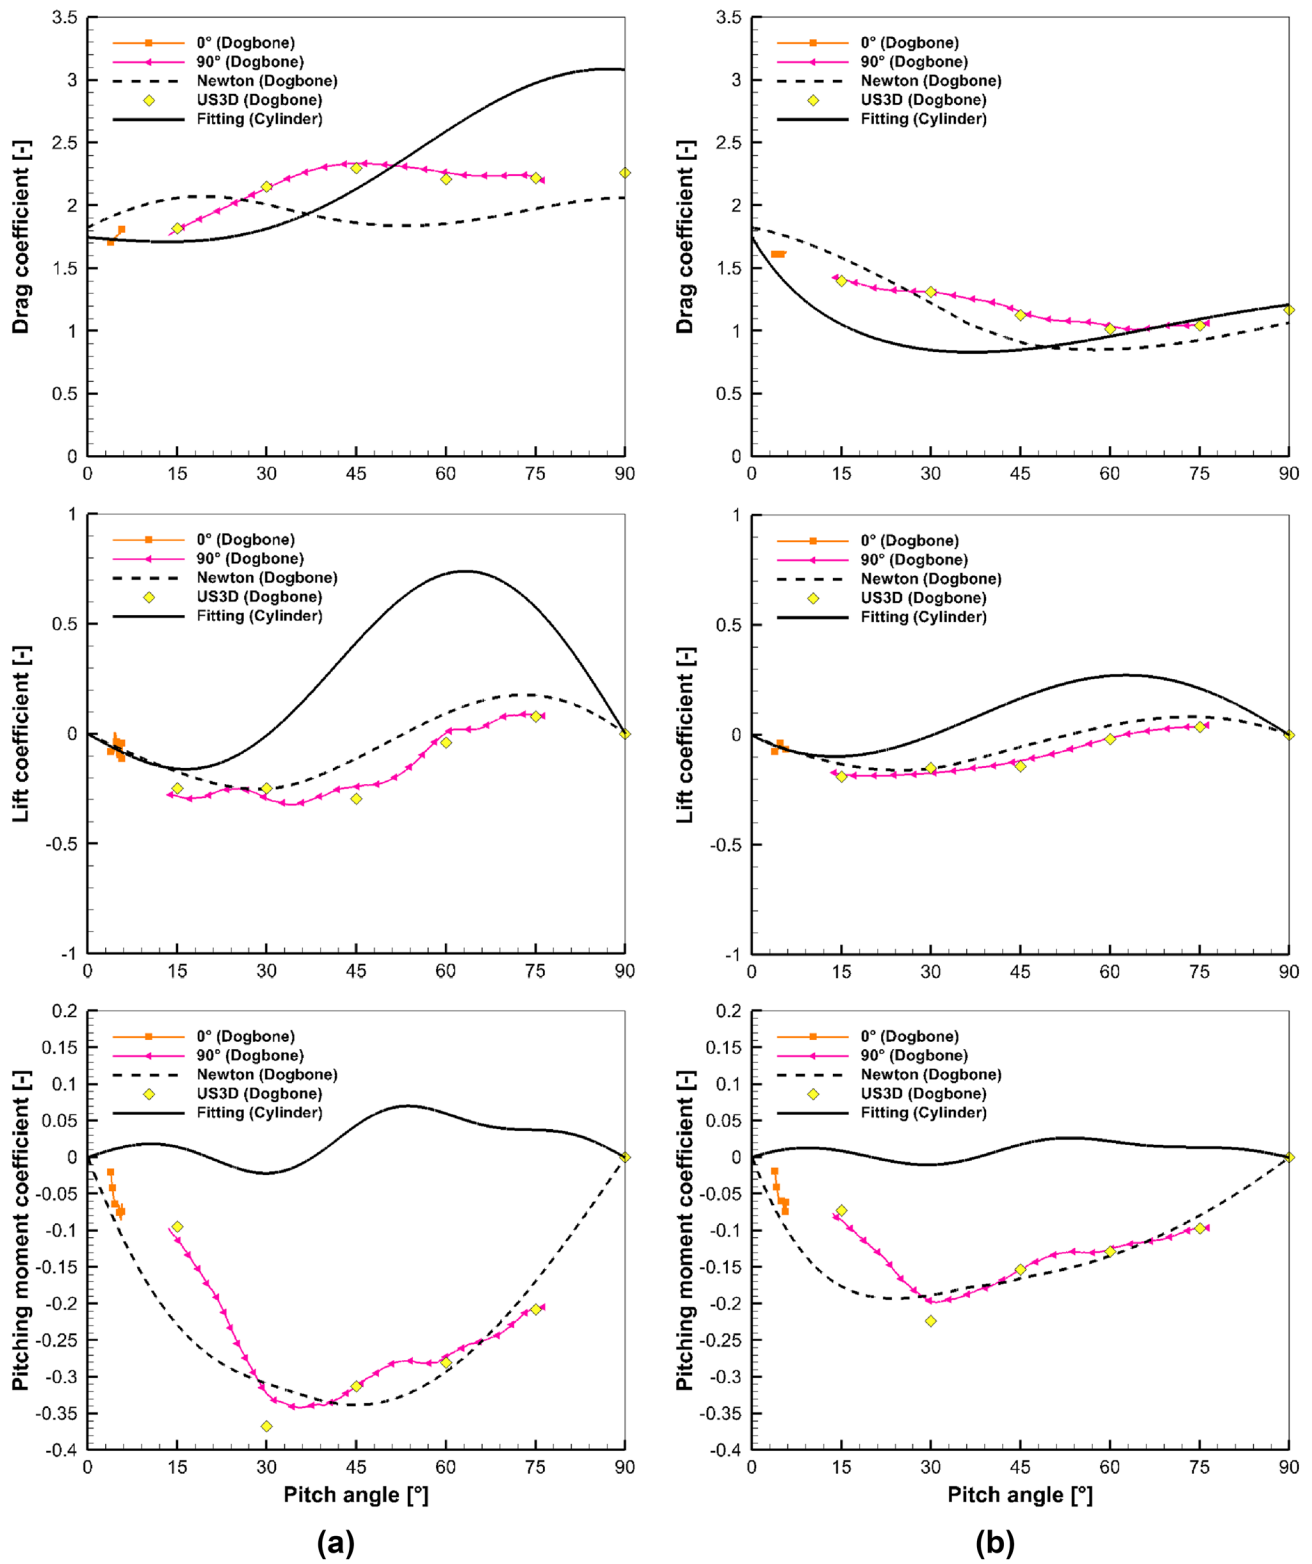 Drag coefficient [-]
3.5
3
2.5
2
1.5
1
0.5
0
0° (Dogbone)
90° (Dogbone)
Newton (Dogbone)
US3D (Dogbone)
Fitting (Cylinder)
0 15 30 45 60 75 90
Drag coefficient [-]
3.5
3
2.5
2
1.5
1
0.5
0
0° (Dogbone)
90° (Dogbone)
Newton (Dogbone)
US3D (Dogbone)
Fitting (Cylinder)
0 15 30 45 60 75 90
Lift coefficient [-]
1
0.5
0
-0.5
-1
0° (Dogbone)
90° (Dogbone)
Newton (Dogbone)
US3D (Dogbone)
Fitting (Cylinder)
0 15 30 45 60 75 90
Lift coefficient [-]
1
0.5
0
-0.5
-1
0° (Dogbone)
90° (Dogbone)
Newton (Dogbone)
US3D (Dogbone)
Fitting (Cylinder)
0 15 30 45 60 75 90
Pitching moment coefficient [-]
0.2
0.15
0.1
0.05
0
-0.05
-0.1
-0.15
-0.2
-0.25
-0.3
-0.35
-0.4
0° (Dogbone)
90° (Dogbone)
Newton (Dogbone)
US3D (Dogbone)
Fitting (Cylinder)
0 15 30 45 60 75 90
Pitch angle [°]
(a)
Pitching moment coefficient [-]
0.2
0.15
0.1
0.05
0
-0.05
-0.1
-0.15
-0.2
-0.25
-0.3
-0.35
-0.4
0° (Dogbone)
90° (Dogbone)
Newton (Dogbone)
US3D (Dogbone)
Fitting (Cylinder)
0 15 30 45 60 75 90
Pitch angle [°]
(b)